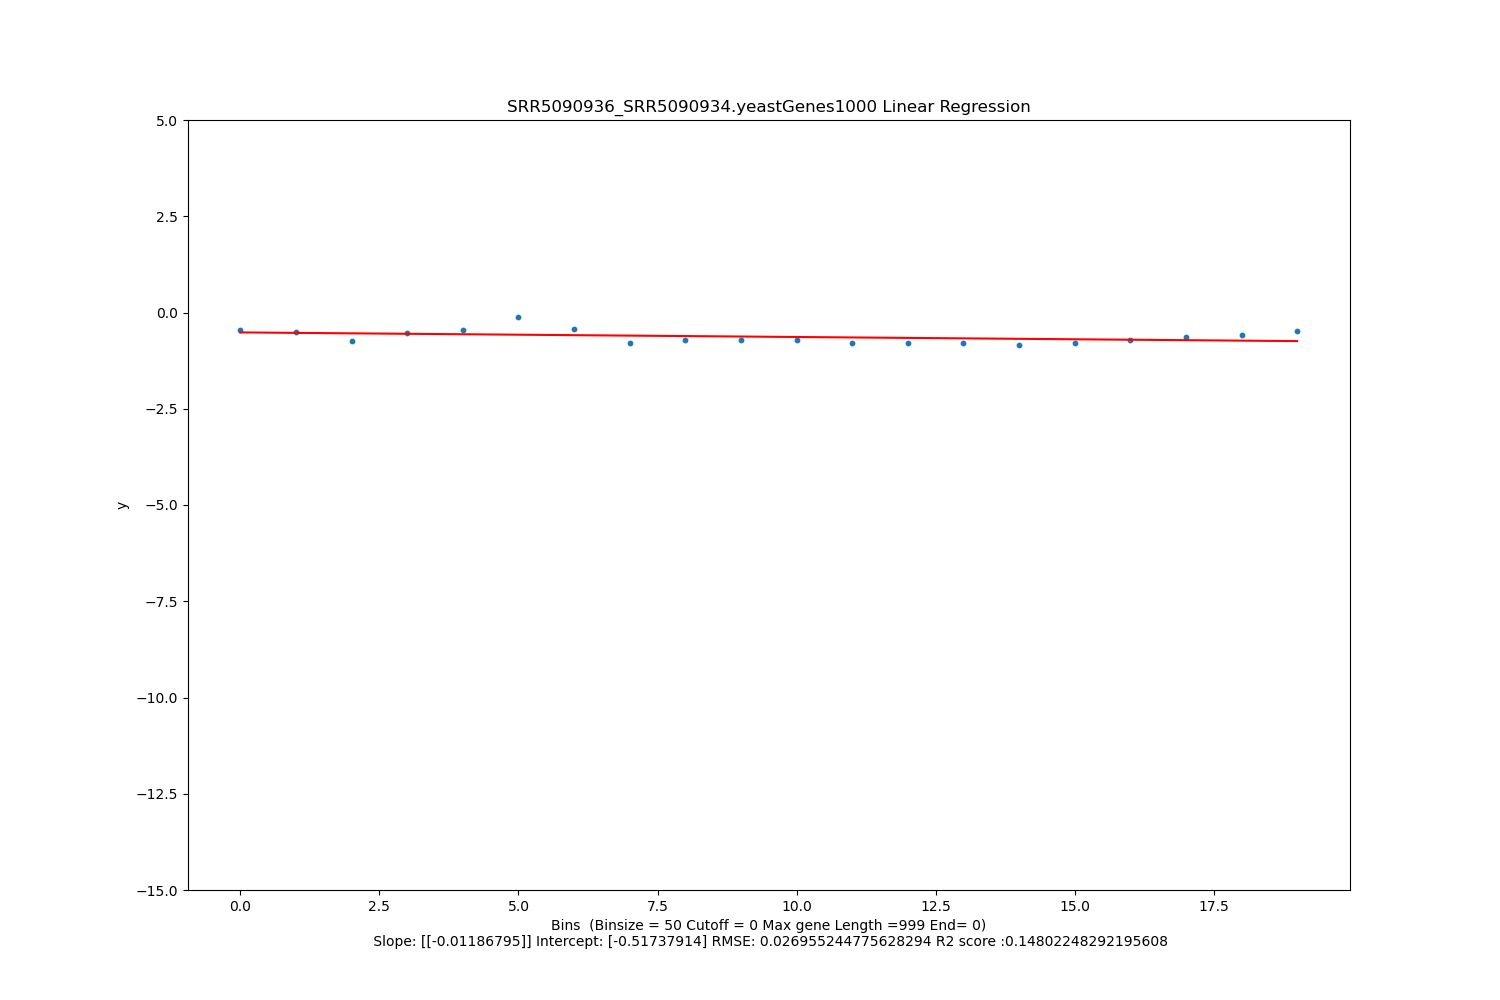 SRR5090936_SRR5090934.yeastGenes1000 Linear Regression
5.0
2.5
0.0
−2.5
−5.0
−7.5
−10.0
−12.5
−15.0
y
0.0 2.5 5.0 7.5 10.0 12.5 15.0 17.5
Bins  (Binsize = 50 Cutoff = 0 Max gene Length =999 End= 0)
Slope: [[-0.01186795]] Intercept: [-0.51737914] RMSE: 0.026955244775628294 R2 score :0.14802248292195608